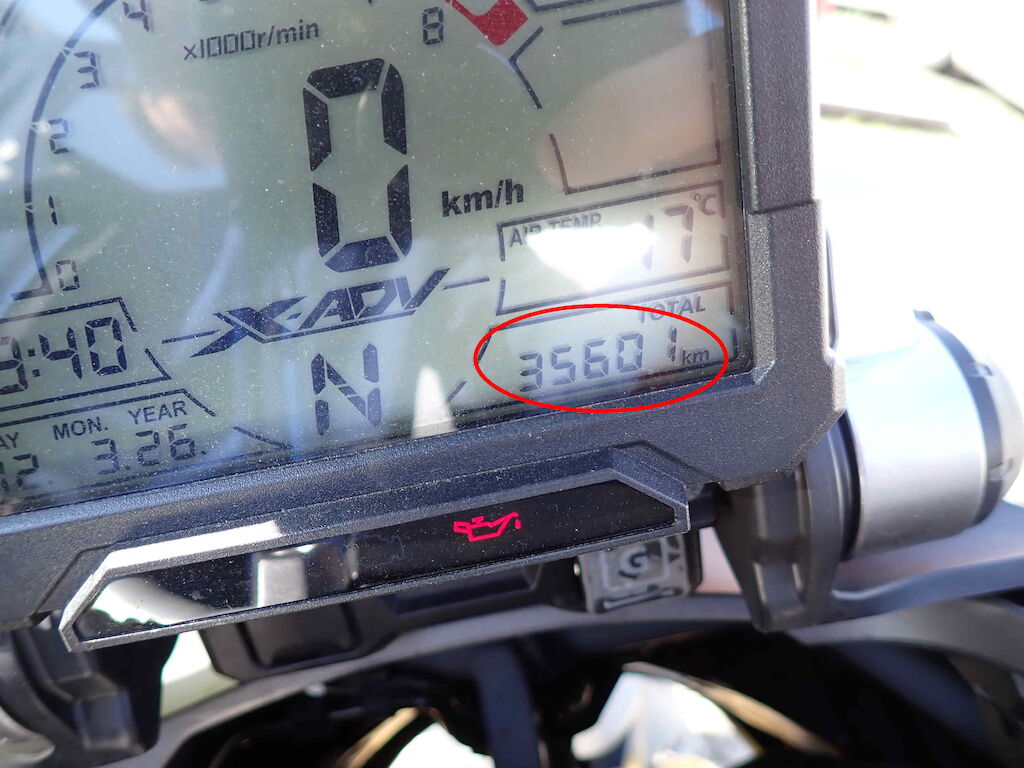 4
x1000r/min
8
3
0
2
km/h
1
°C
AIR TEMP
17
0
X-ADV
TOTAL
9:40
35601 km
N
MON. YEAR
3.26.
G